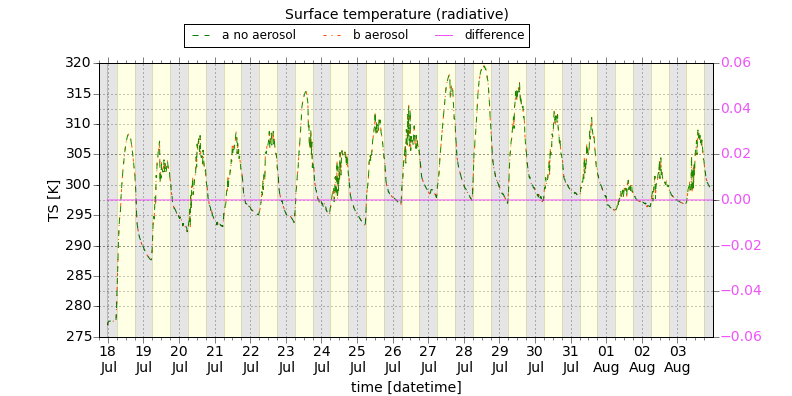 Surface temperature (radiative)
a no aerosol b aerosol difference
320 0.06
315
310 0.04
305 0.02
300 0.00
295
290 −0.02
285
280 −0.04
275 −0.06
TS [K]
18 19 20 21 22 23 24 25 26 27 28 29 30 31 01 02 03
Jul Jul Jul Jul Jul Jul Jul Jul Jul Jul Jul Jul Jul Jul Aug Aug Aug
time [datetime]